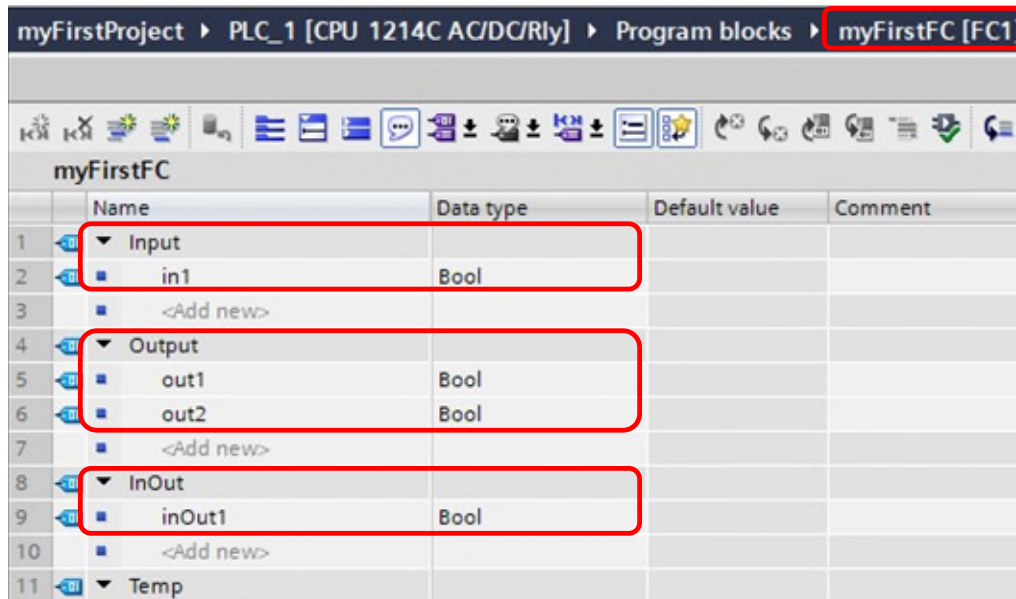 myFirstProject ▸ PLC_1 [CPU 1214C AC/DC/Rly] ▸ Program blocks ▸ myFirstFC [FC1]
myFirstFC
Name Data type Default value Comment
1 Input
2 in1 Bool
3 <Add new>
4 Output
5 out1 Bool
6 out2 Bool
7 <Add new>
8 InOut
9 inOut1 Bool
10 <Add new>
11 Temp